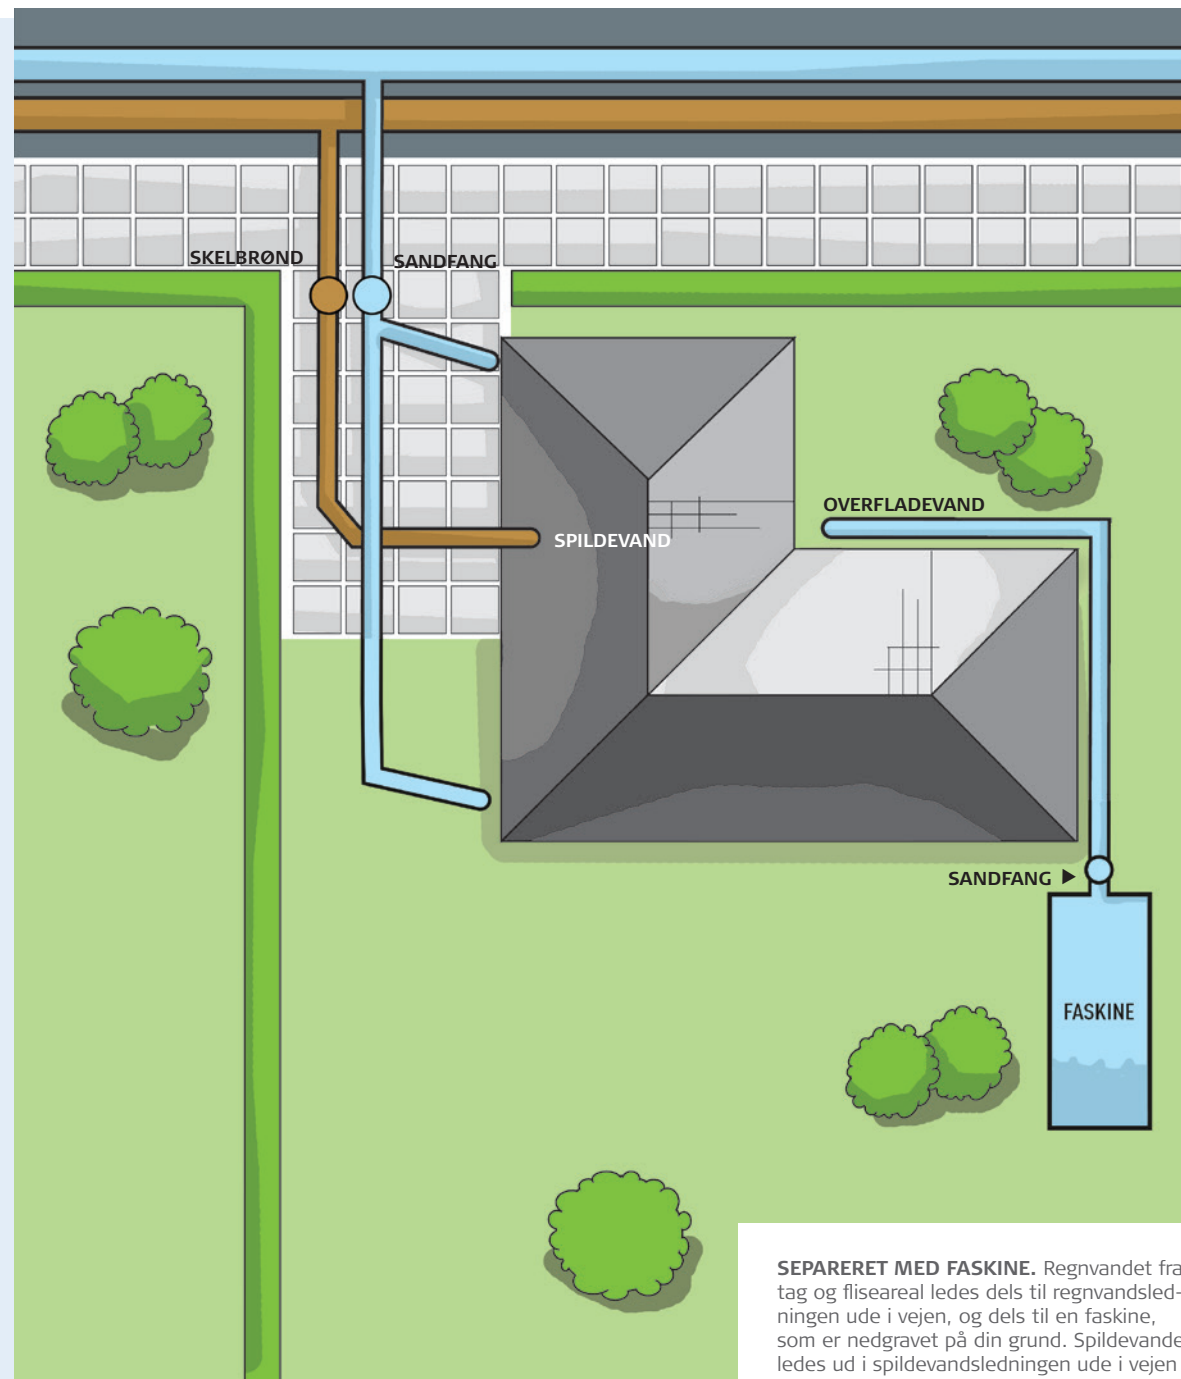 SKELBRØND
SANDFANG
OVERFLADEVAND
SPILDEVAND
SANDFANG
FASKINE
SEPARERET MED FASKINE. Regnvandet fra
tag og fliseareal ledes dels til regnvandsled-
ningen ude i vejen, og dels til en faskine,
som er nedgravet på din grund. Spildevande
ledes ud i spildevandsledningen ude i vejen